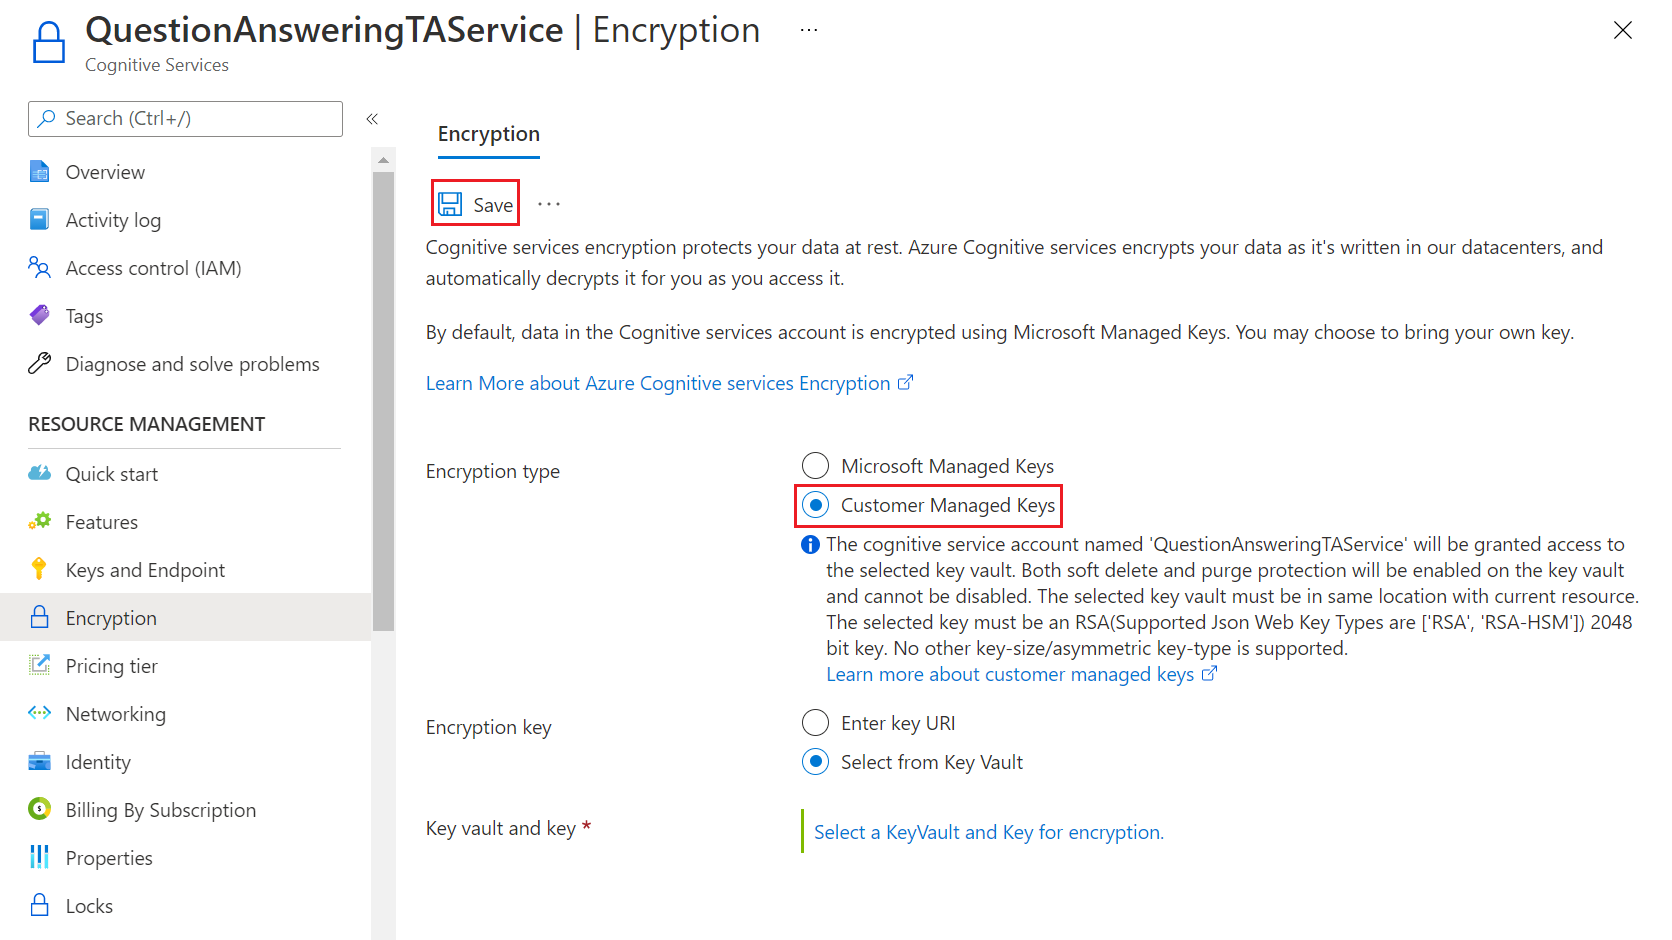 QuestionAnsweringTAService | Encryption ...
Cognitive Services
Search (Ctrl+/)
«
Overview
Activity log
Access control (IAM)
Tags
Diagnose and solve problems
RESOURCE MANAGEMENT
Quick start
Features
Keys and Endpoint
Encryption
Pricing tier
Networking
Identity
Billing By Subscription
Properties
Locks
Encryption
Save ...
Cognitive services encryption protects your data at rest. Azure Cognitive services encrypts your data as it's written in our datacenters, and
automatically decrypts it for you as you access it.
By default, data in the Cognitive services account is encrypted using Microsoft Managed Keys. You may choose to bring your own key.
Learn More about Azure Cognitive services Encryption
Encryption type
Microsoft Managed Keys
Customer Managed Keys
The cognitive service account named 'QuestionAnsweringTAService' will be granted access to
the selected key vault. Both soft delete and purge protection will be enabled on the key vault
and cannot be disabled. The selected key vault must be in same location with current resource.
The selected key must be an RSA(Supported Json Web Key Types are ['RSA', 'RSA-HSM']) 2048
bit key. No other key-size/asymmetric key-type is supported.
Learn more about customer managed keys
Encryption key
Enter key URI
Select from Key Vault
Key vault and key *
Select a KeyVault and Key for encryption.